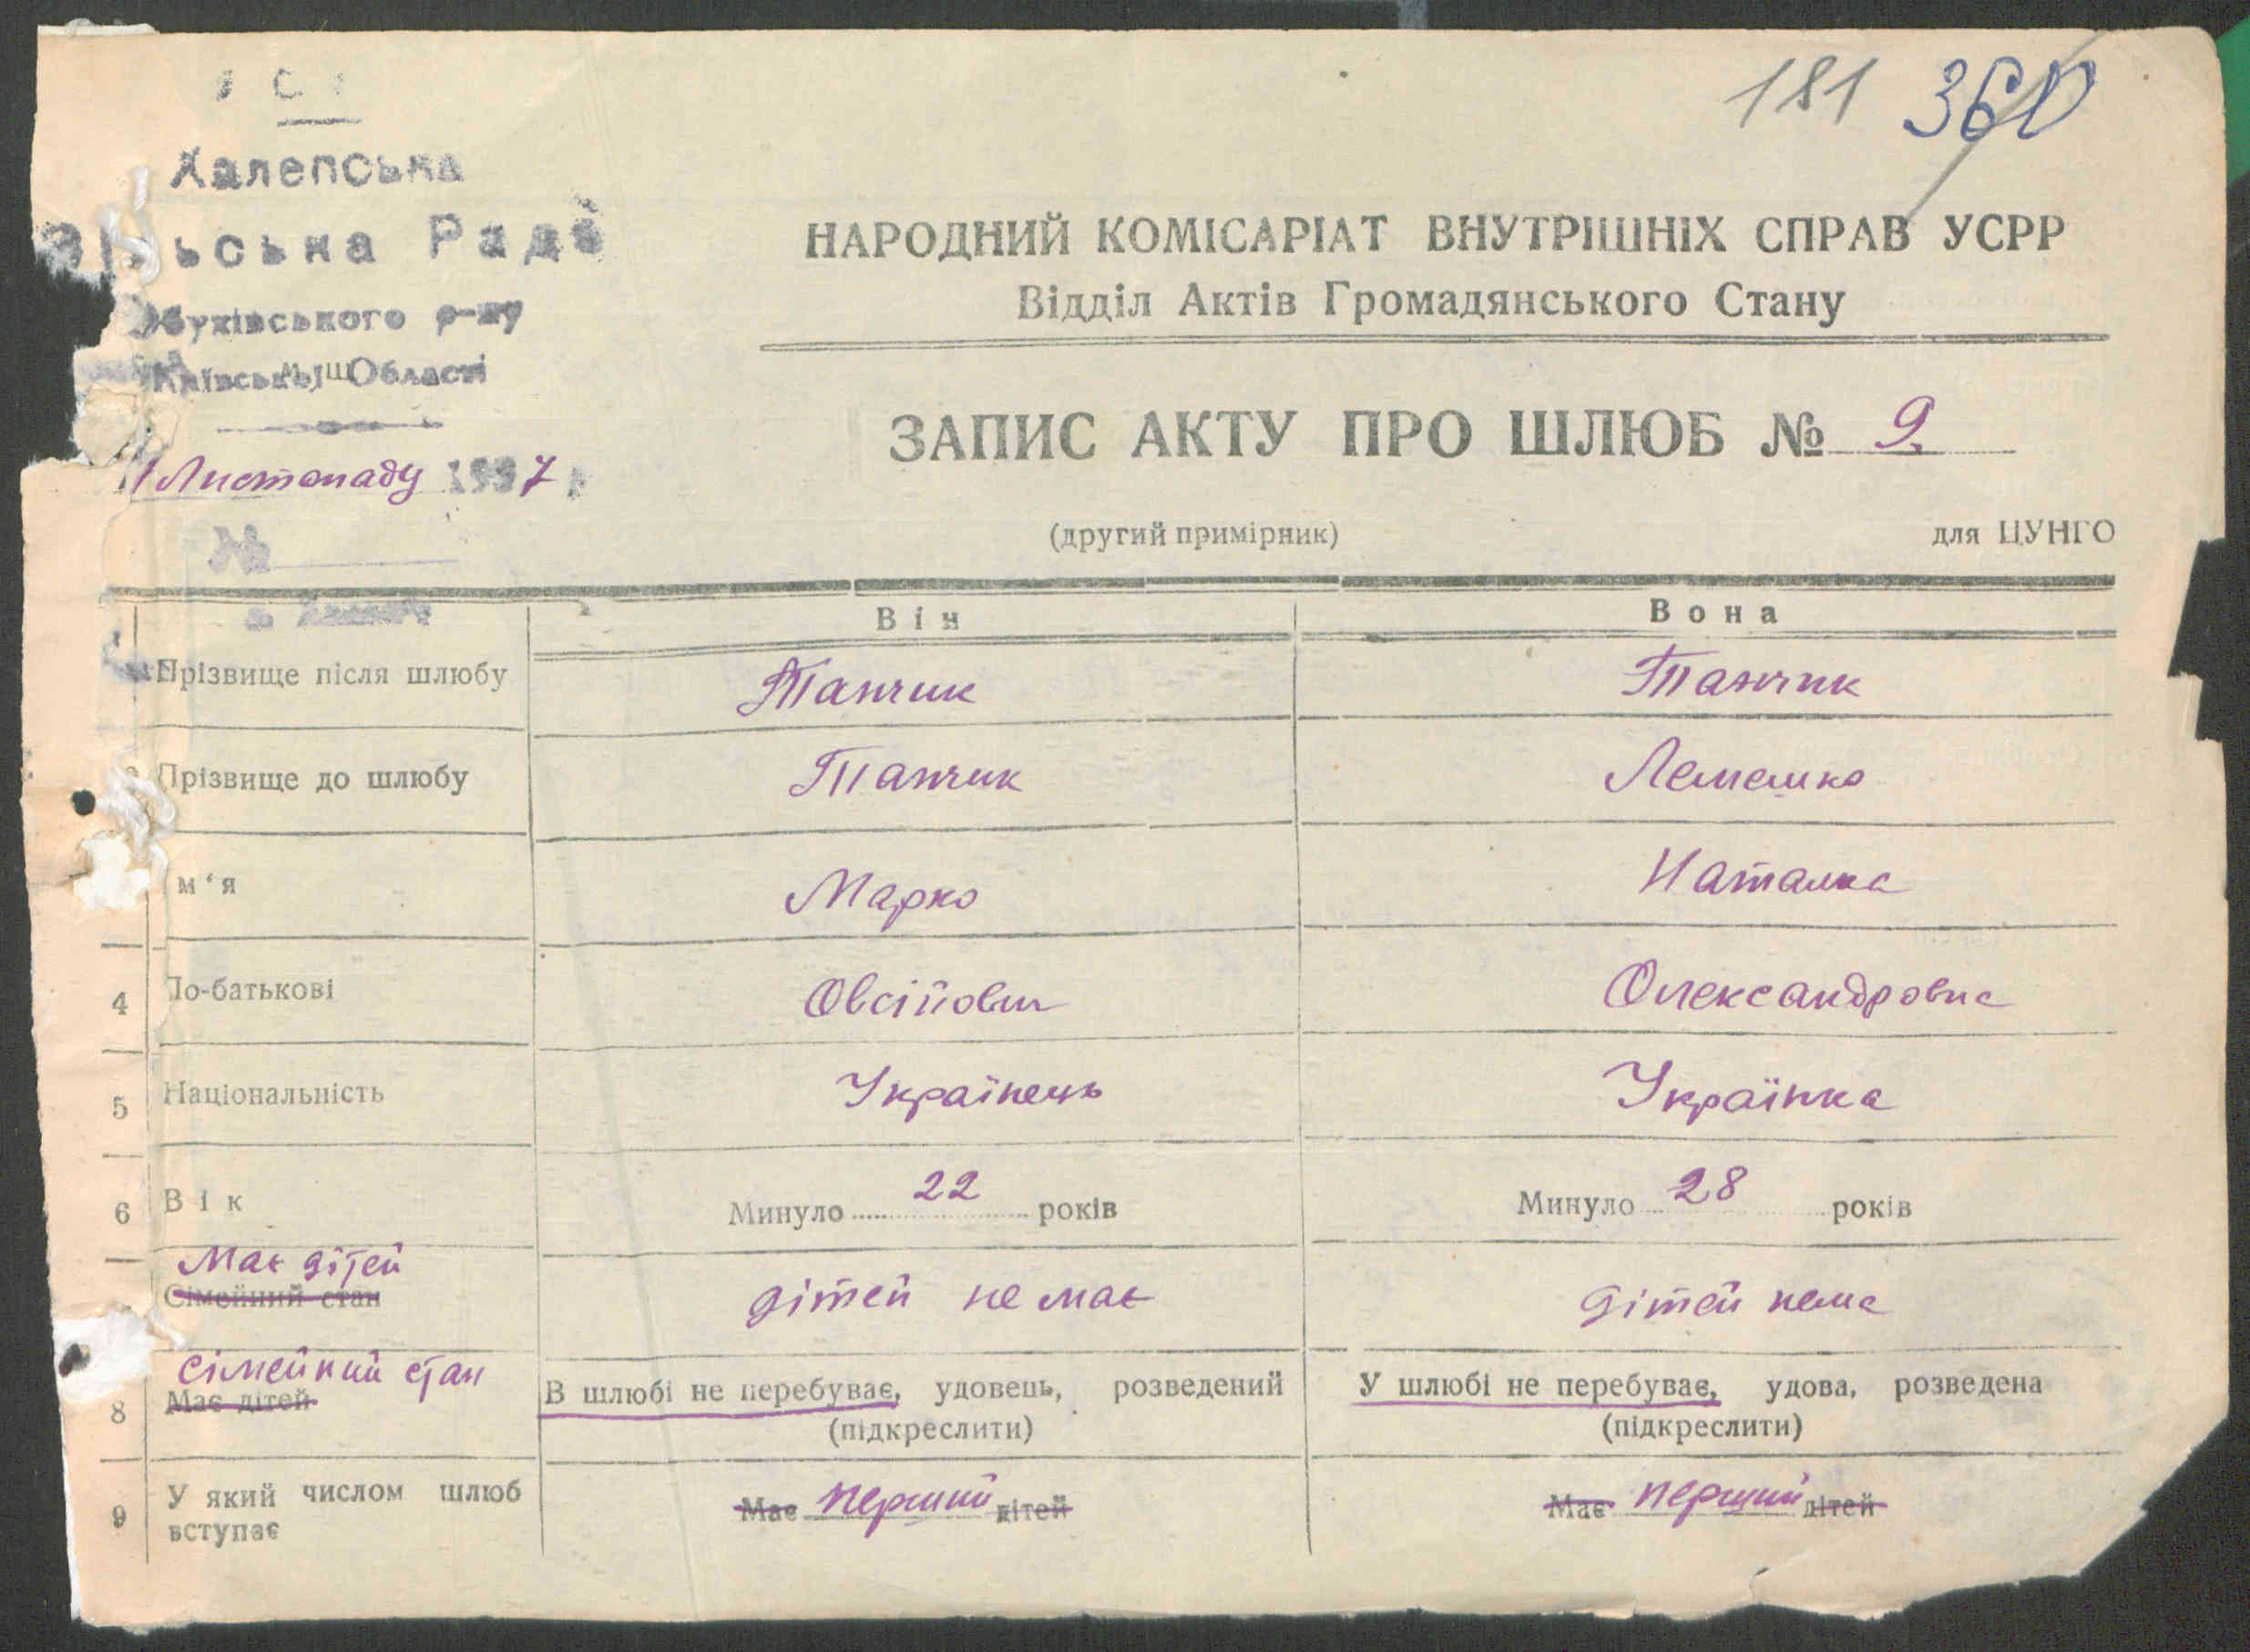 181 360
Халепська
Сільська Рада
Обухівського р-ну
Київської Області
1 Листопаду 1937 р
№
НАРОДНИЙ КОМІСАРІАТ ВНУТРІШНІХ СПРАВ УСРР
Відділ Актів Громадянського Стану
ЗАПИС АКТУ ПРО ШЛЮБ № 9
(другий примірник) для ЦУНГО
Він Вона
Прізвище після шлюбу Танчик Танчик
Прізвище до шлюбу Танчик Лемешко
м‘я Марко Наталка
4 По-батькові Овсійович Олександровна
5 Національність Українець Українка
6 Вік Минуло 22 років Минуло 28 років
Має дітей
Сімейний стан дітей не має дітей нема
сімейний стан
8 Має дітей В шлюбі не перебуває, удовець, розведений У шлюбі не перебуває, удова, розведена
(підкреслити) (підкреслити)
9 У який числом шлюб вступає Має перший дітей Має перший дітей